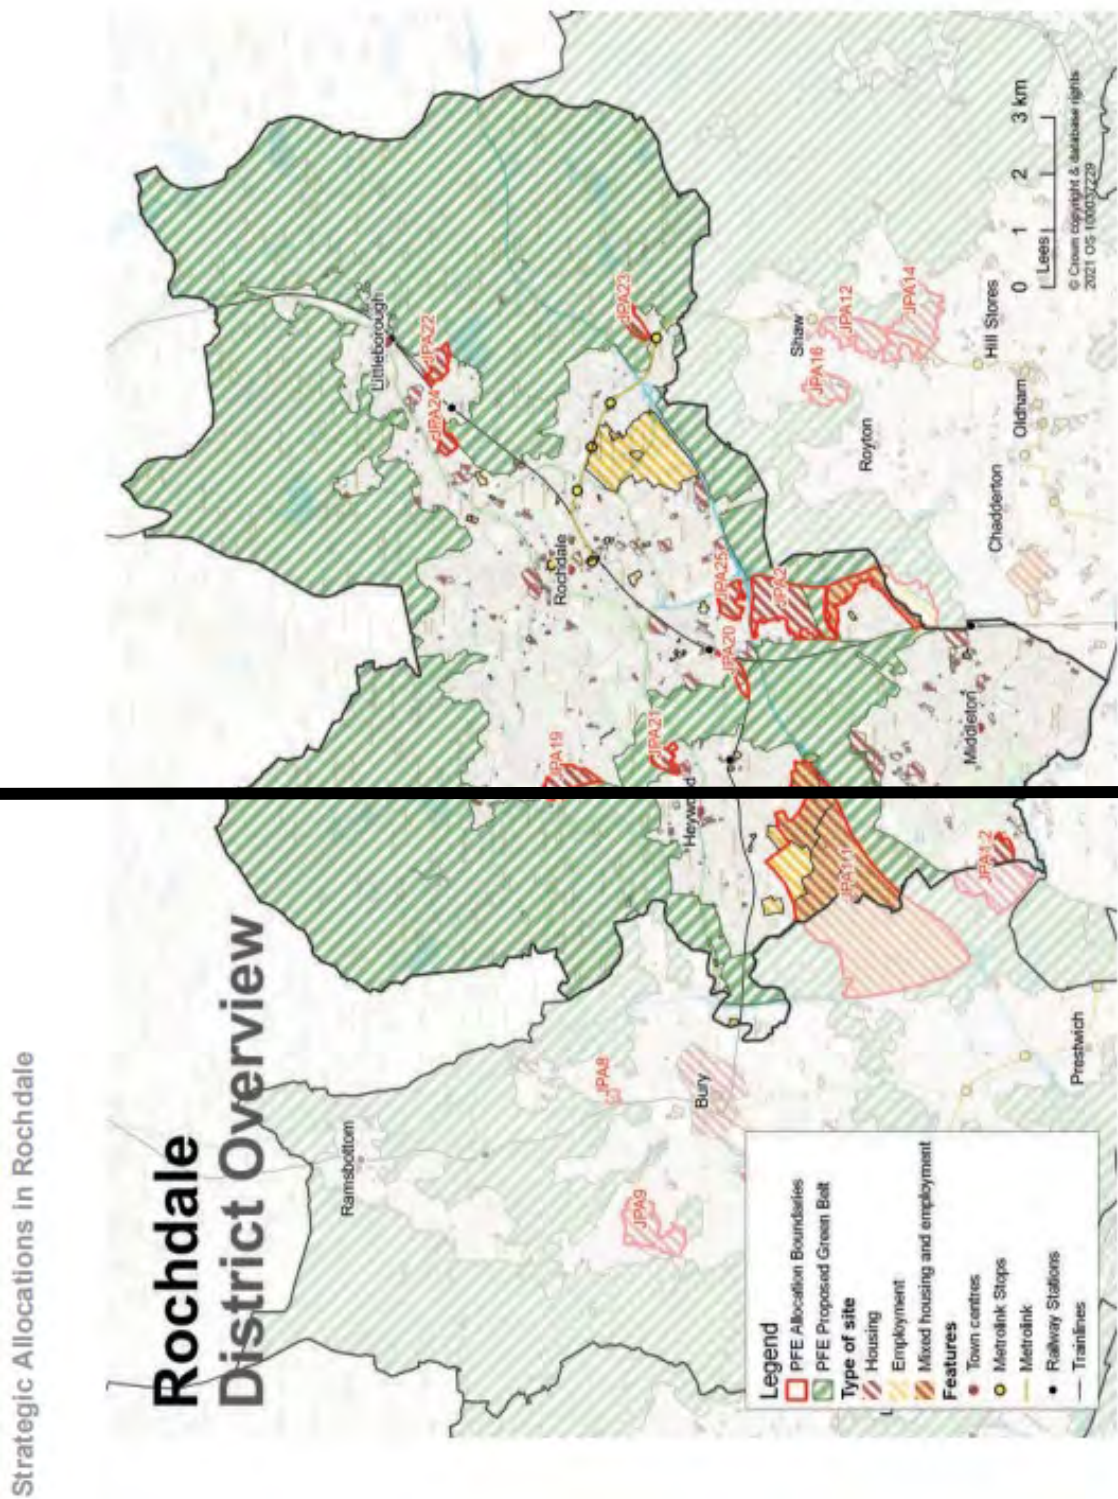 Strategic Allocations in Rochdale
Rochdale
District Overview
Ramsbottom
JPA8
JPA9
Bury
Prestwich
Heywood
JPA1.1
JPA1.2
JPA19
JPA21
JPA20
JPA25
JPA2
Middleton
Rochdale
Littleborough
JPA22
JPA24
JPA23
Shaw
JPA16
JPA12
JPA14
Royton
Chadderton
Oldham
Hill Stores
Lees
Legend
PFE Allocation Boundaries
PFE Proposed Green Belt
Type of site
Housing
Employment
Mixed housing and employment
Features
Town centres
Metrolink Stops
Metrolink
Railway Stations
Trainlines
0 1 2 3 km
© Crown copyright & database rights
2021 OS 100037229